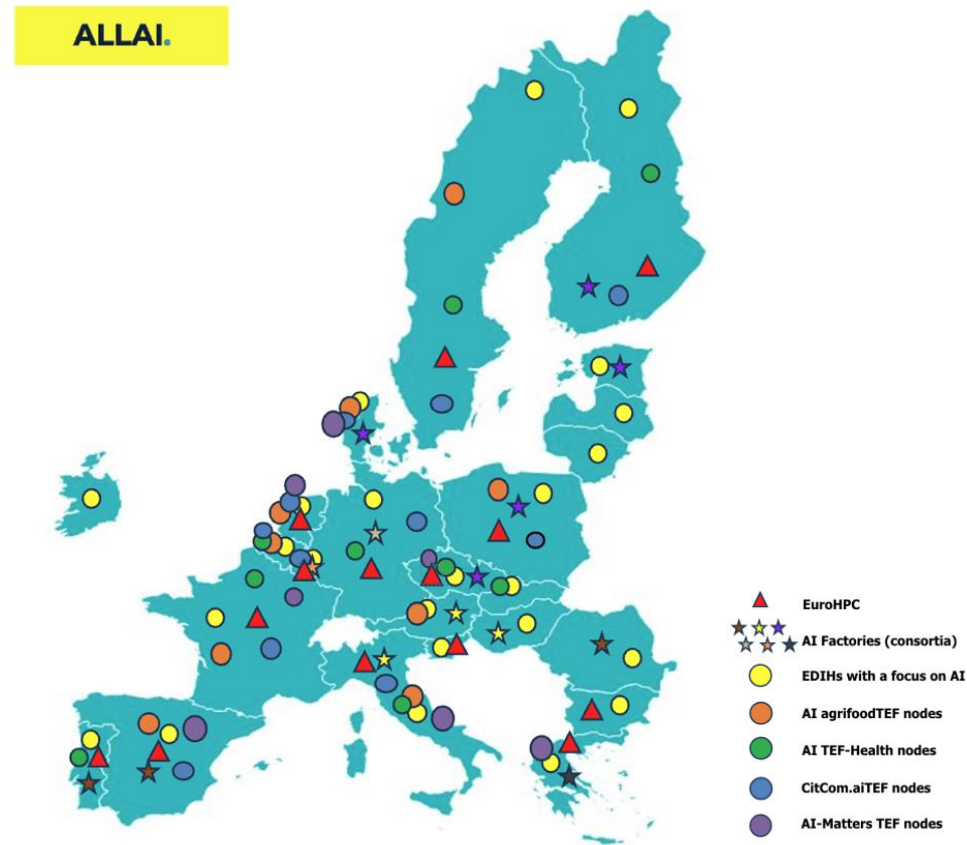 ALLAI.
EuroHPC
AI Factories (consortia)
EDIHs with a focus on AI
AI agrifoodTEF nodes
AI TEF-Health nodes
CitCom.aiTEF nodes
AI-Matters TEF nodes